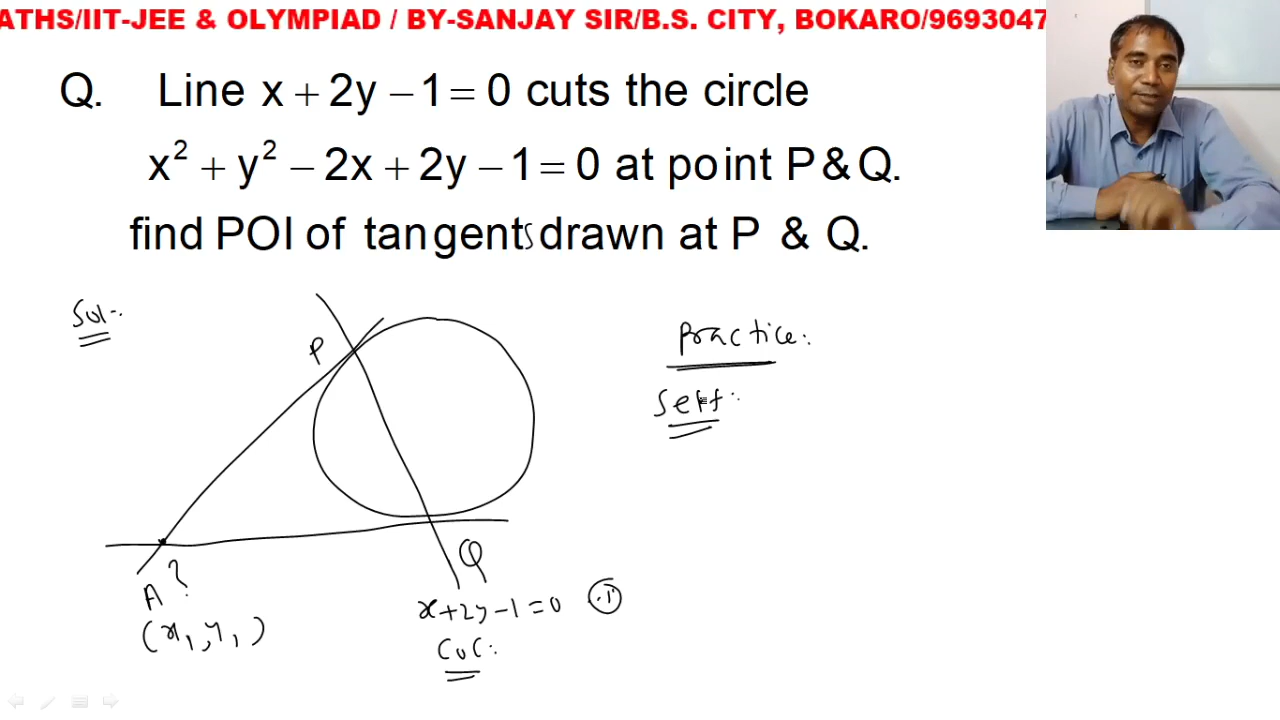 ATHS/IIT-JEE & OLYMPIAD / BY-SANJAY SIR/B.S. CITY, BOKARO/9693047
Q. Line x + 2y − 1 = 0 cuts the circle
x² + y² − 2x + 2y − 1 = 0 at point P & Q.
find POI of tangents drawn at P & Q.
Sol-:
Practice:
P
Self:
Q
A ?
x+2y-1=0
(x₁, y₁)
COC: